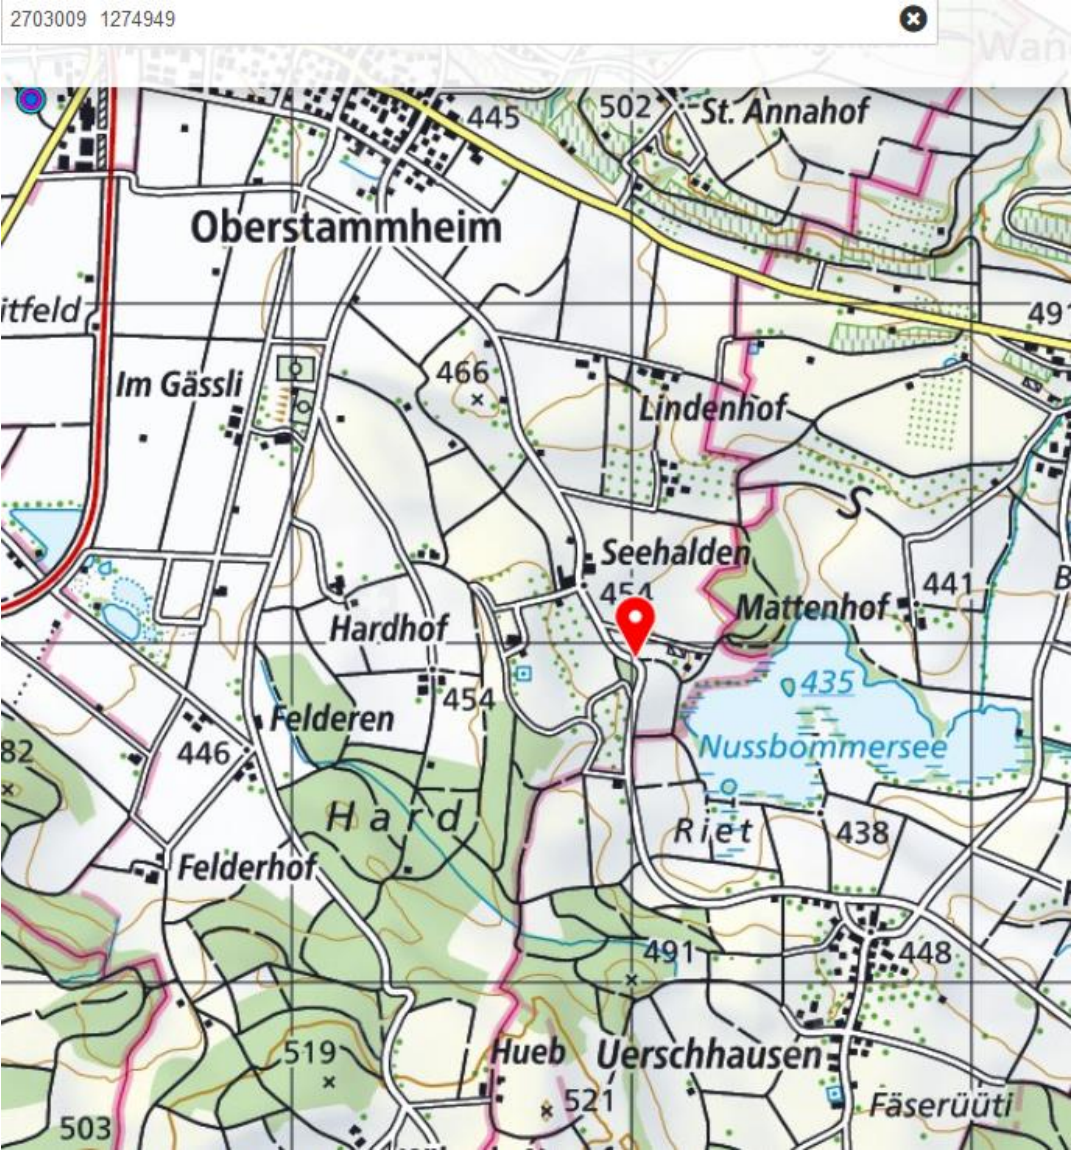 2703009 1274949
Wan
445
502
St. Annahof
Oberstammheim
itfeld
491
466
Im Gässli
Lindenhof
Seehalden
454
441
B
Mattenhof
Hardhof
454
435
Felderen
446
Nussbommersee
82
Hard
Riet
438
Felderhof
491
448
519
Hueb
Uerschhausen
521
Fäserüüti
503